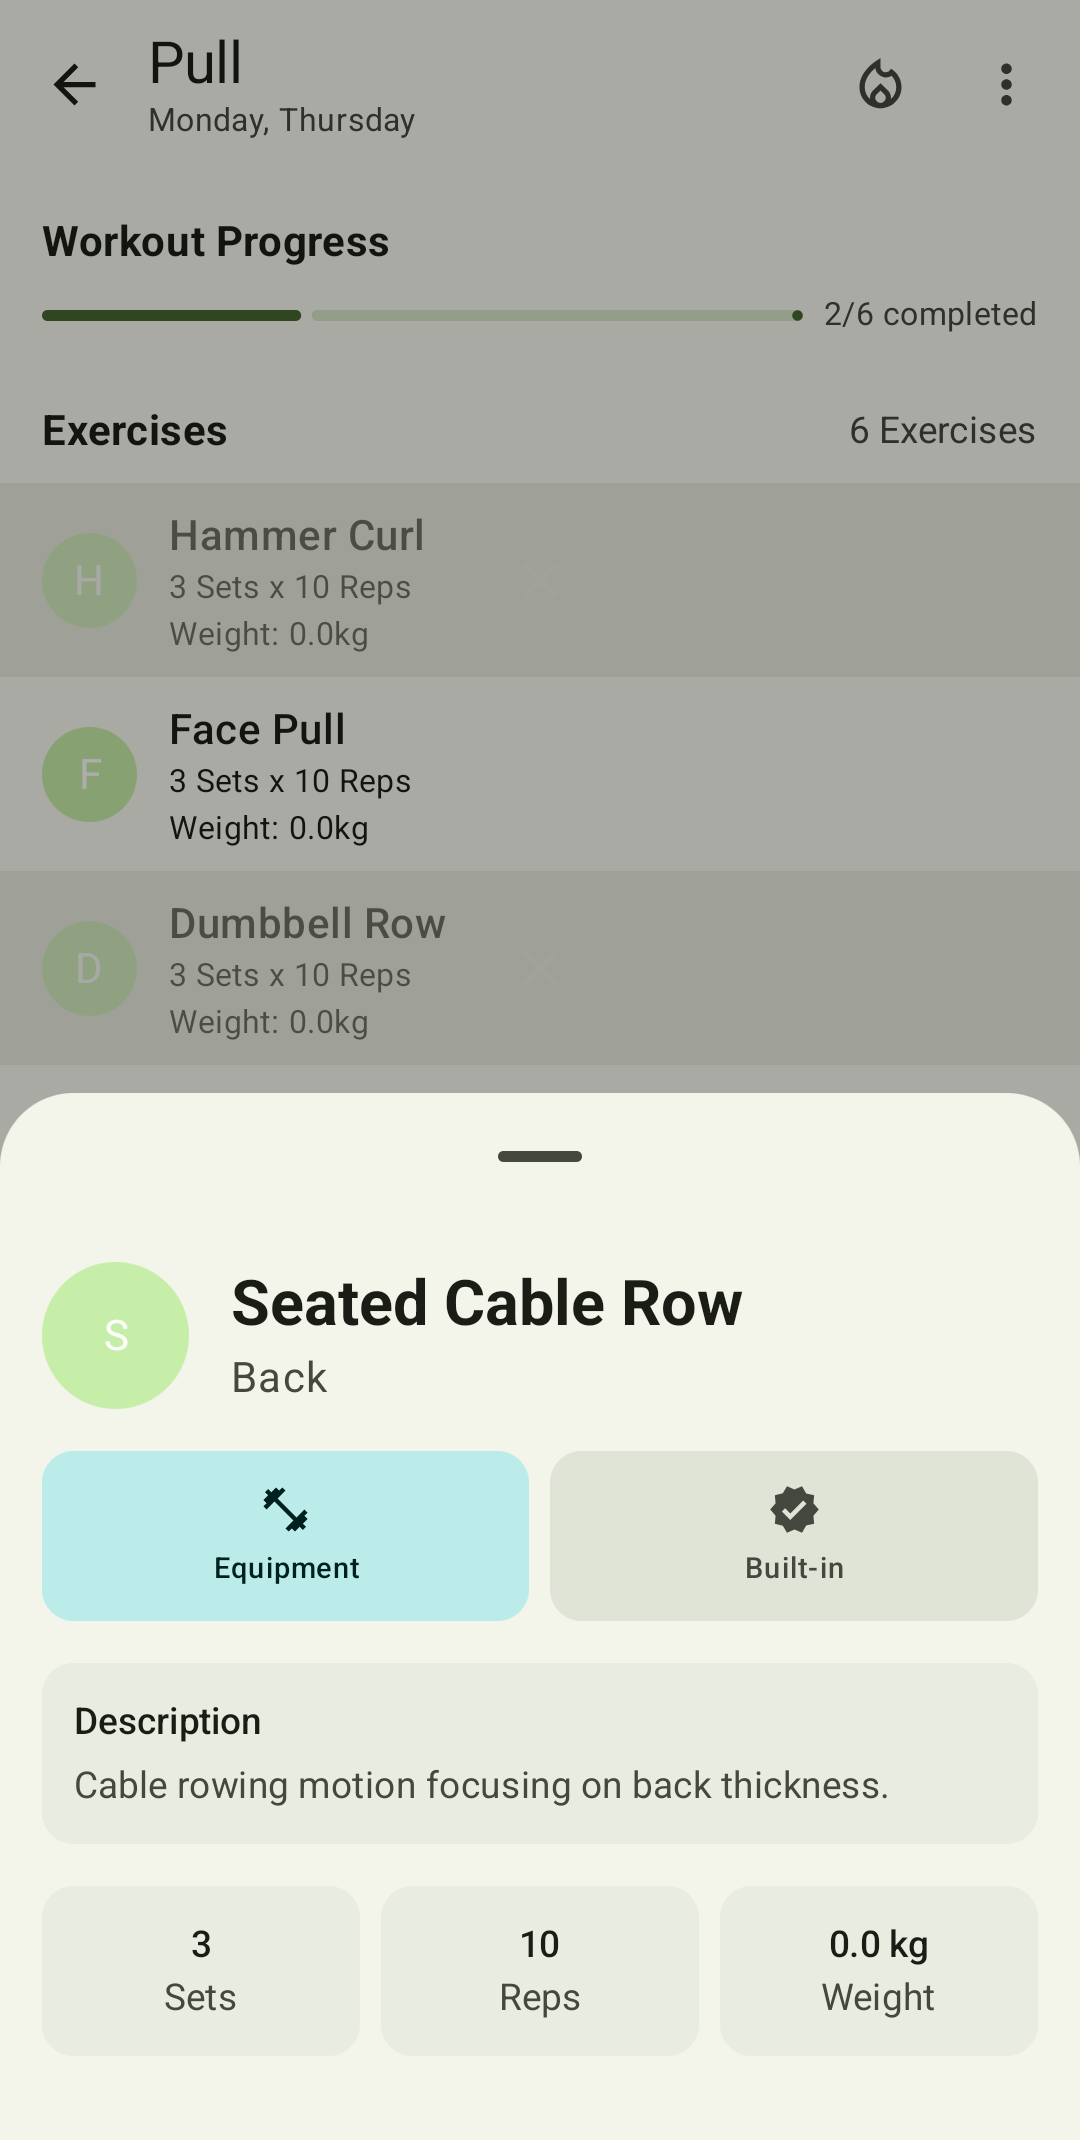 Pull
Monday, Thursday
Workout Progress
2/6 completed
Exercises
6 Exercises
H
Hammer Curl
3 Sets x 10 Reps
Weight: 0.0kg
F
Face Pull
3 Sets x 10 Reps
Weight: 0.0kg
D
Dumbbell Row
3 Sets x 10 Reps
Weight: 0.0kg
S
Seated Cable Row
Back
Equipment
Built-in
Description
Cable rowing motion focusing on back thickness.
3
Sets
10
Reps
0.0 kg
Weight